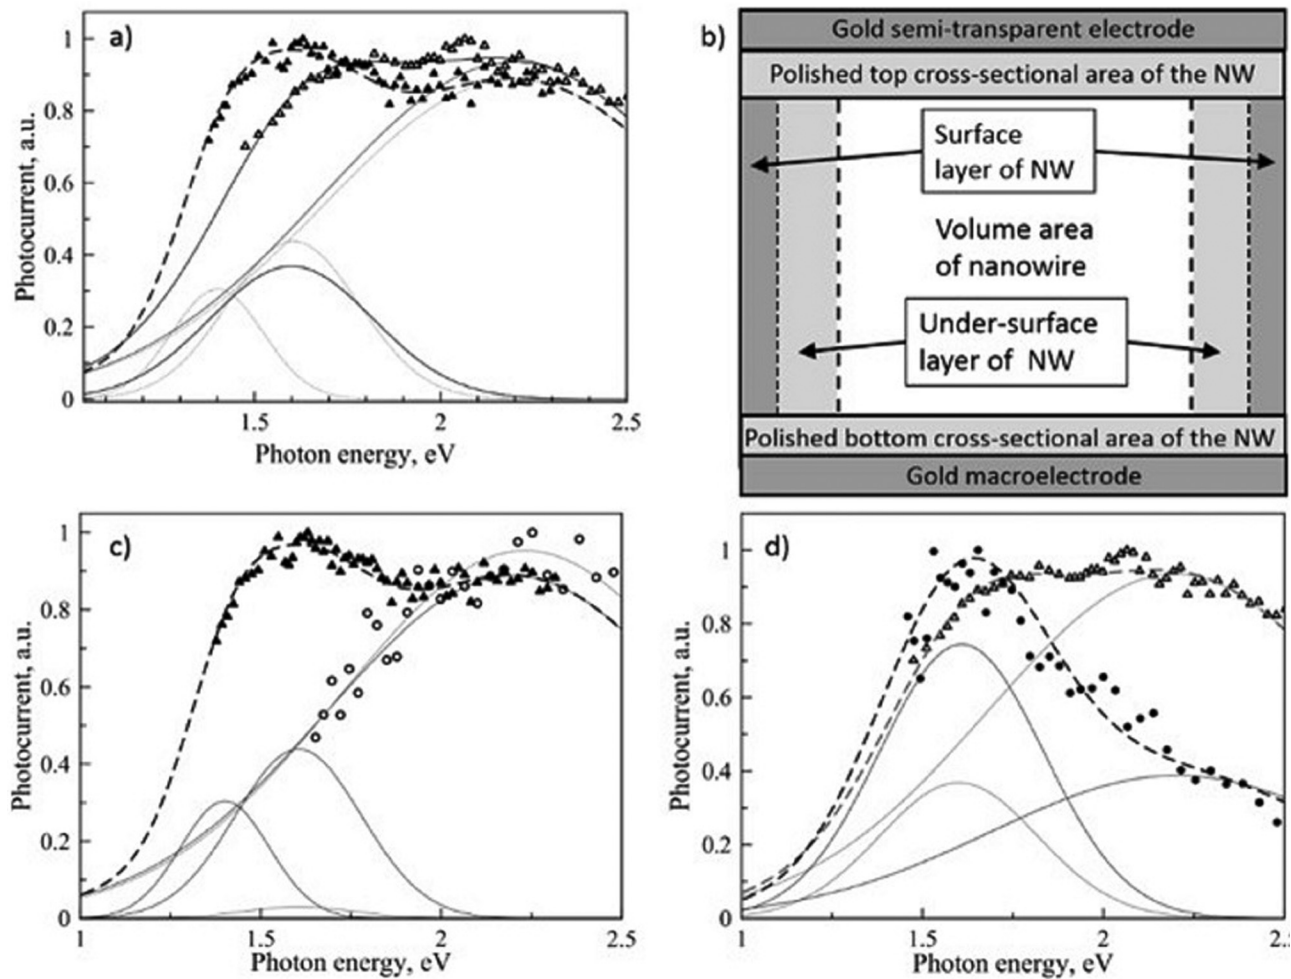 a)
Photocurrent, a.u.
1
0.8
0.6
0.4
0.2
0
1.5
2
2.5
Photon energy, eV
b)
Gold semi-transparent electrode
Polished top cross-sectional area of the NW
Surface
layer of NW
Volume area
of nanowire
Under-surface
layer of NW
Polished bottom cross-sectional area of the NW
Gold macroelectrode
c)
Photocurrent, a.u.
1
0.8
0.6
0.4
0.2
0
1
1.5
2
2.5
Photon energy, eV
d)
Photocurrent, a.u.
1
0.8
0.6
0.4
0.2
0
1
1.5
2
2.5
Photon energy, eV